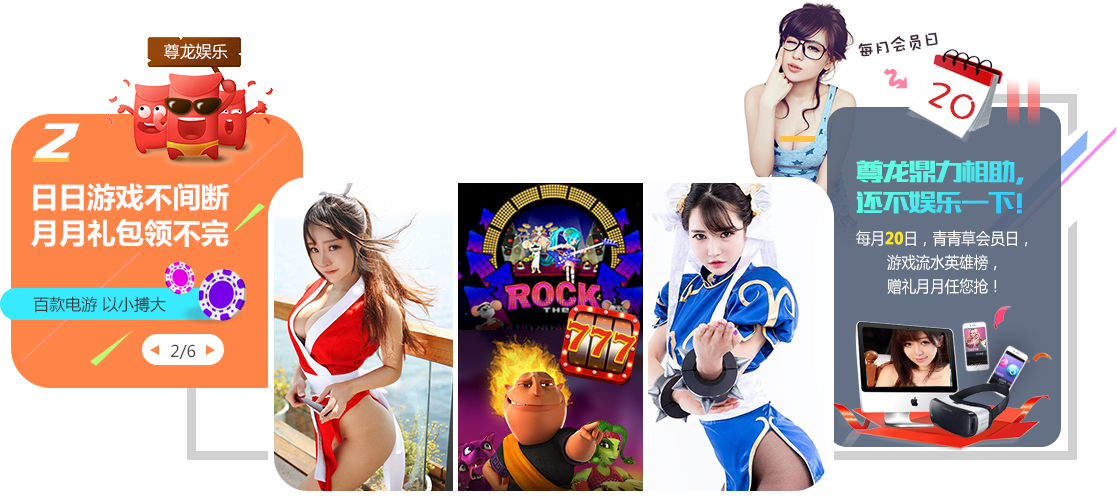 尊龙娱乐
Z
日日游戏不间断
月月礼包领不完
百款电游 以小搏大
2/6
ROCK
THE
777
每月会员日
20
尊龙鼎力相助,
还不娱乐一下!
每月20日，青青草会员日，
游戏流水英雄榜，
赠礼月月任您抢！